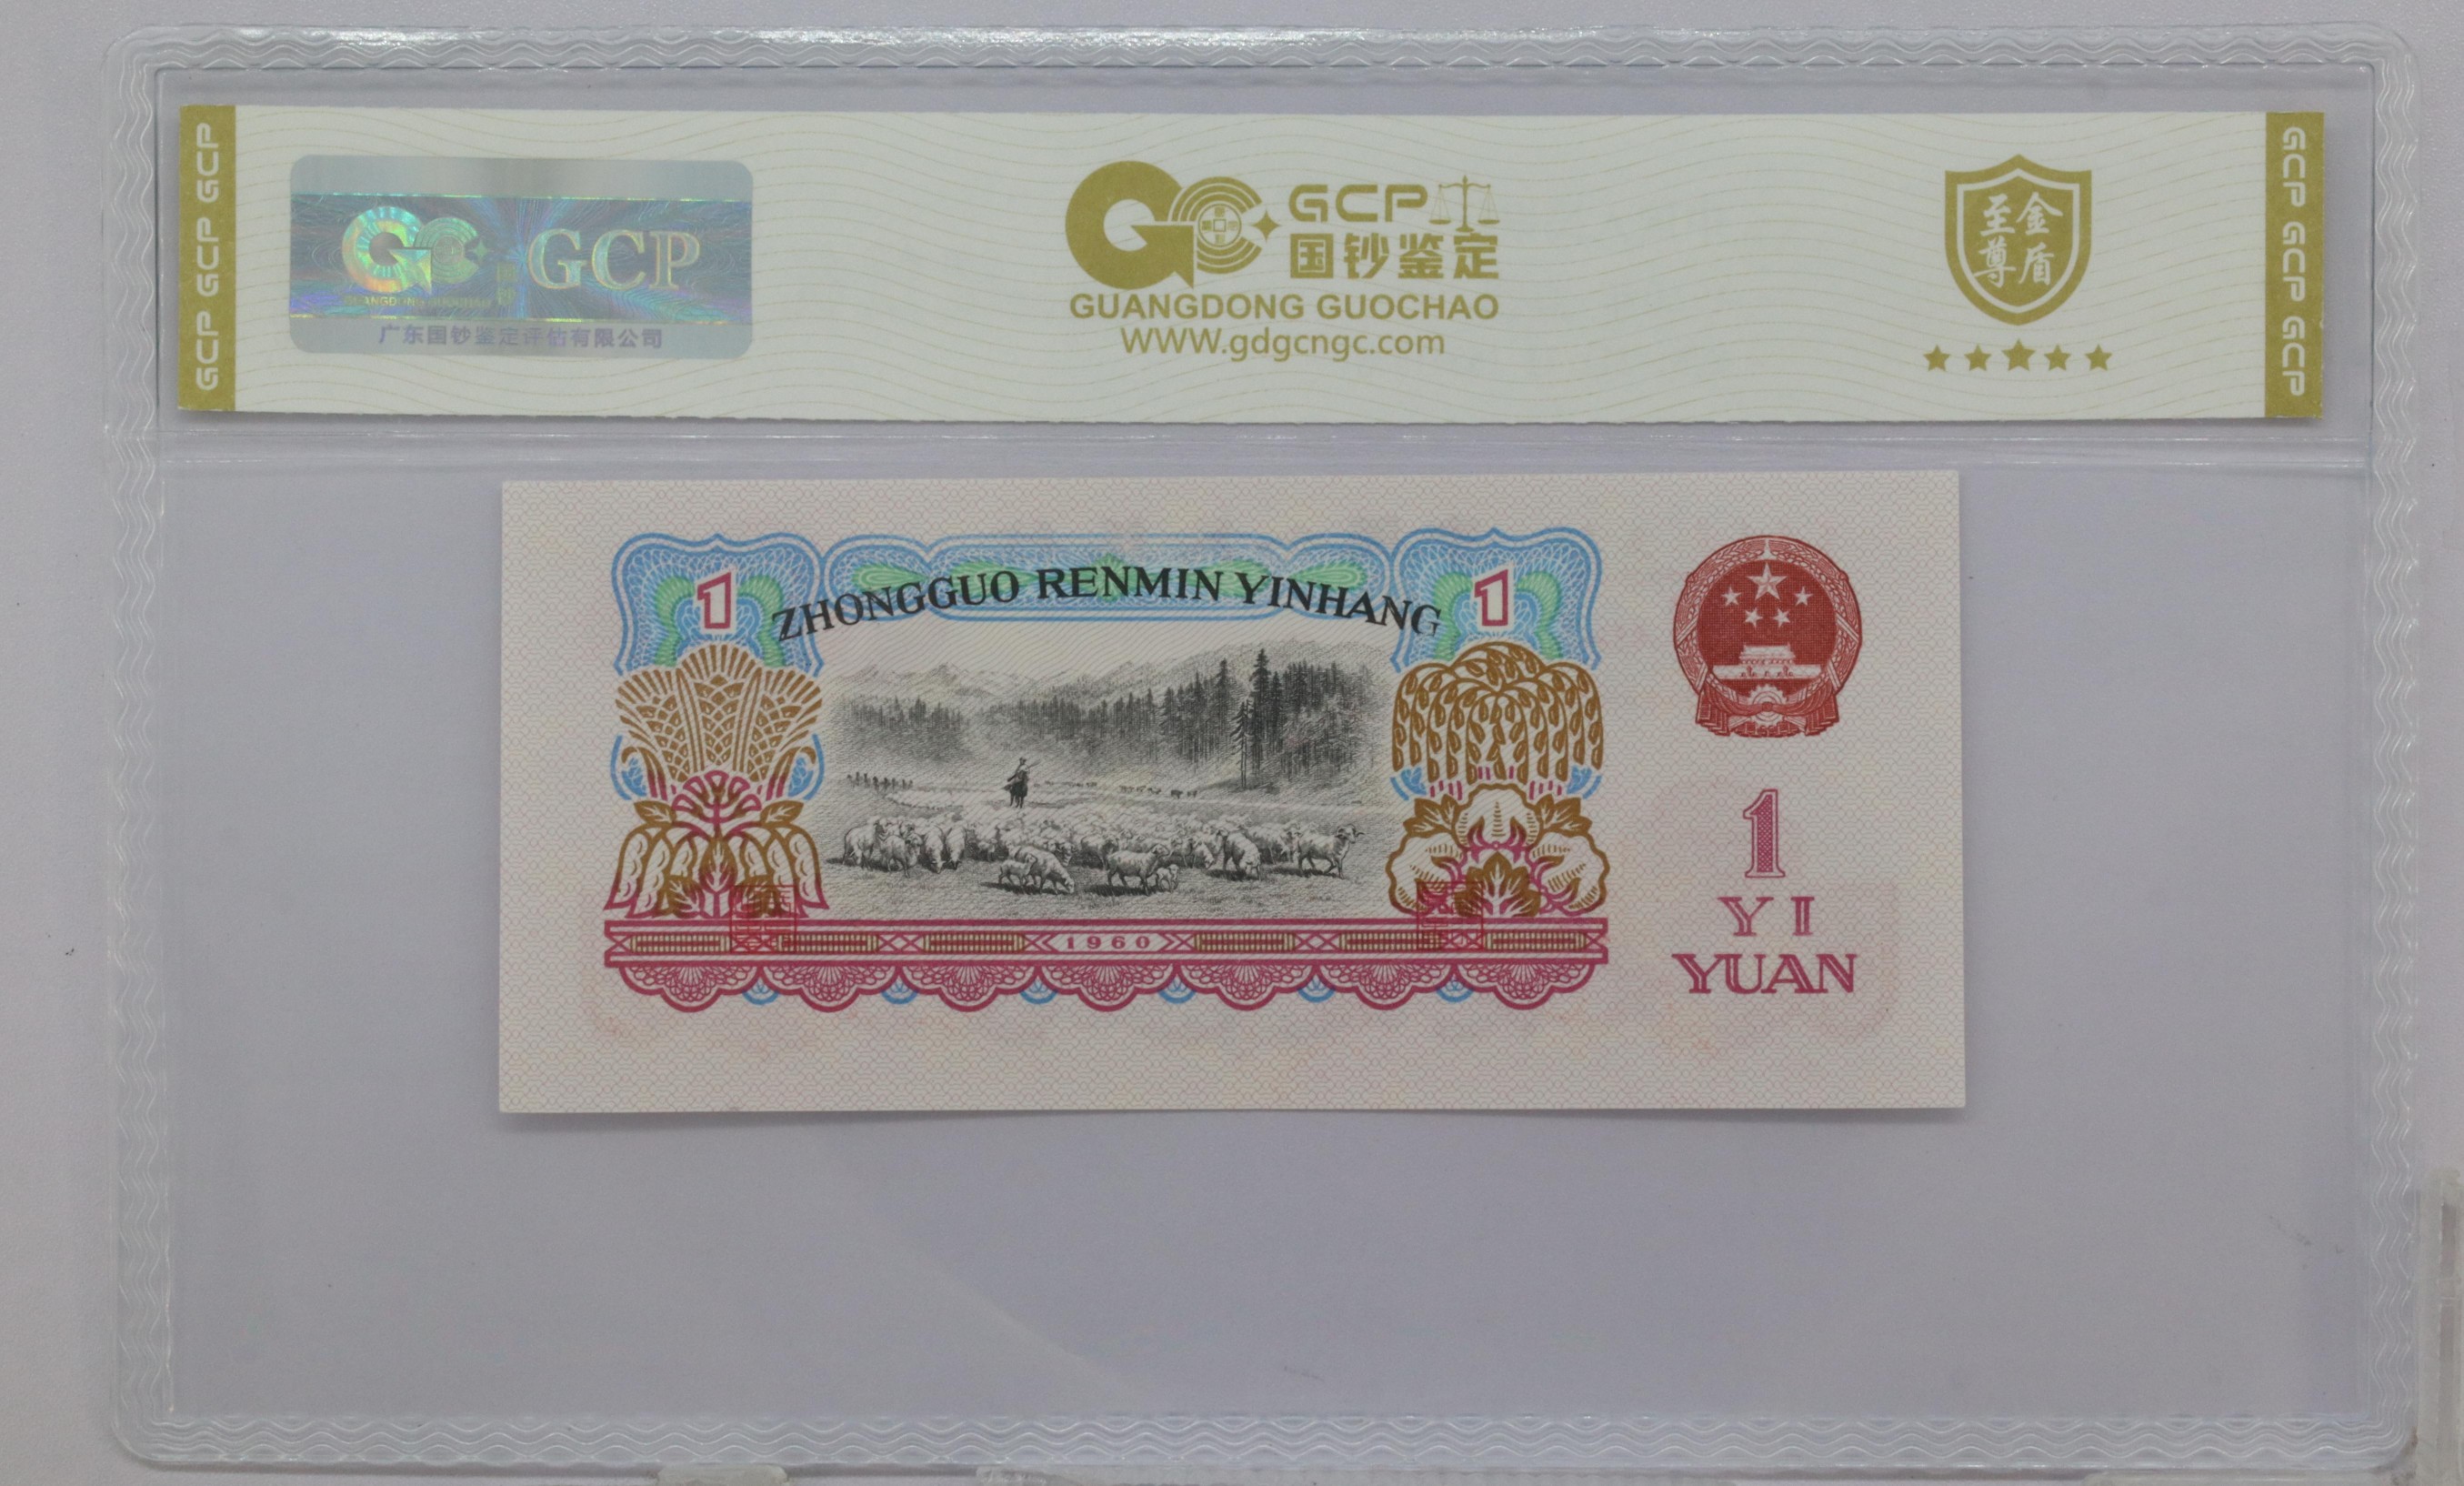 GCP GCP GCP
GCP
GUANGDONG GUOCHAO
广东国钞鉴定评估有限公司
GCP
国钞鉴定
GUANGDONG GUOCHAO
WWW.gdgcngc.com
至尊
金盾
GCP GCP GCP
ZHONGGUO RENMIN YINHANG
1
1
1960
1
YI
YUAN